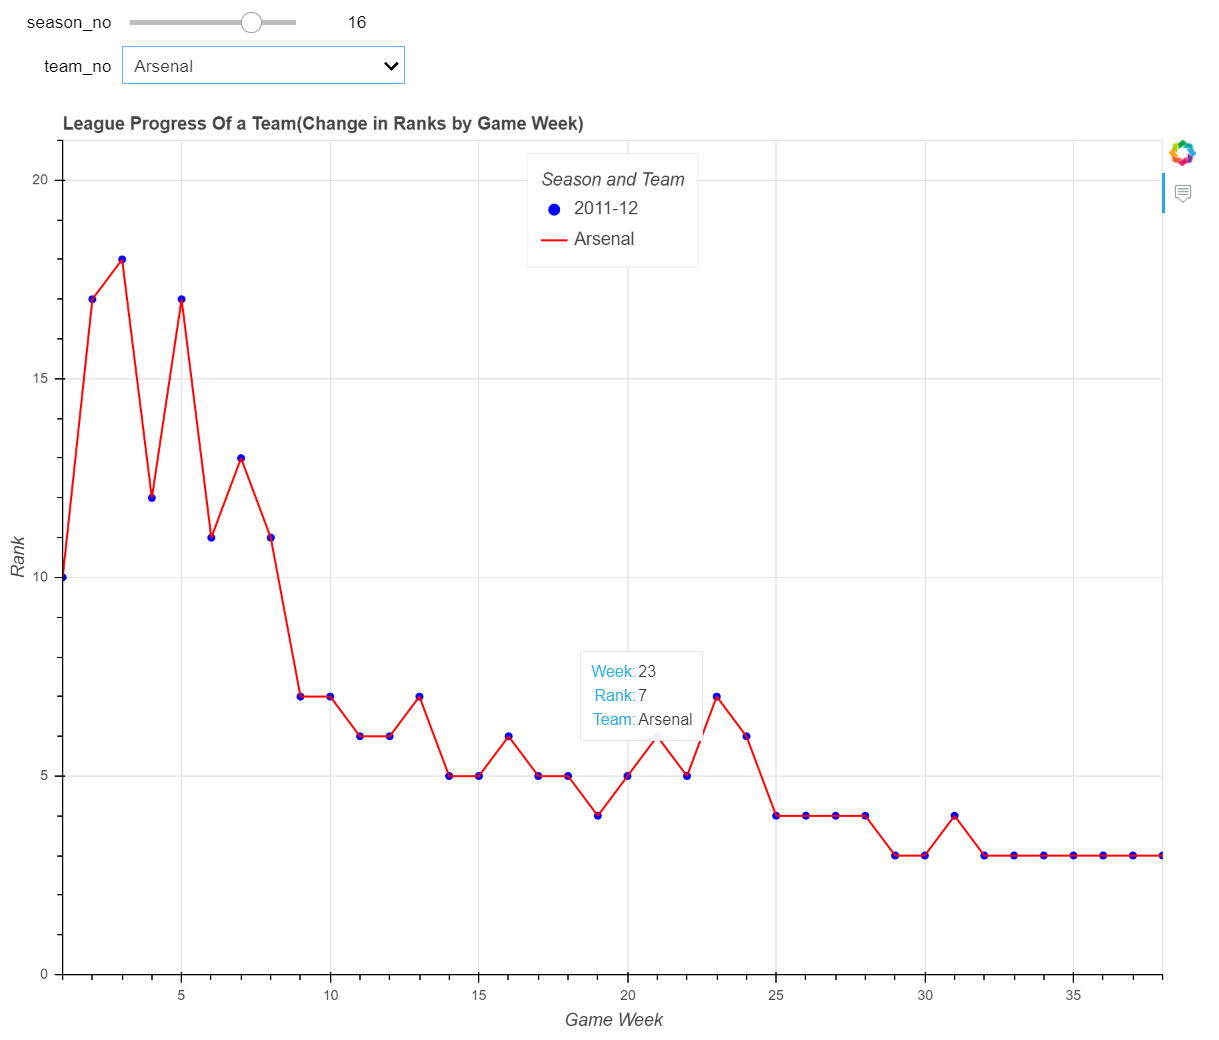 season_no 16
team_no Arsenal
League Progress Of a Team(Change in Ranks by Game Week)
Season and Team
2011-12
Arsenal
20
15
10
5
0
Rank
Week: 23
Rank: 7
Team: Arsenal
5 10 15 20 25 30 35
Game Week